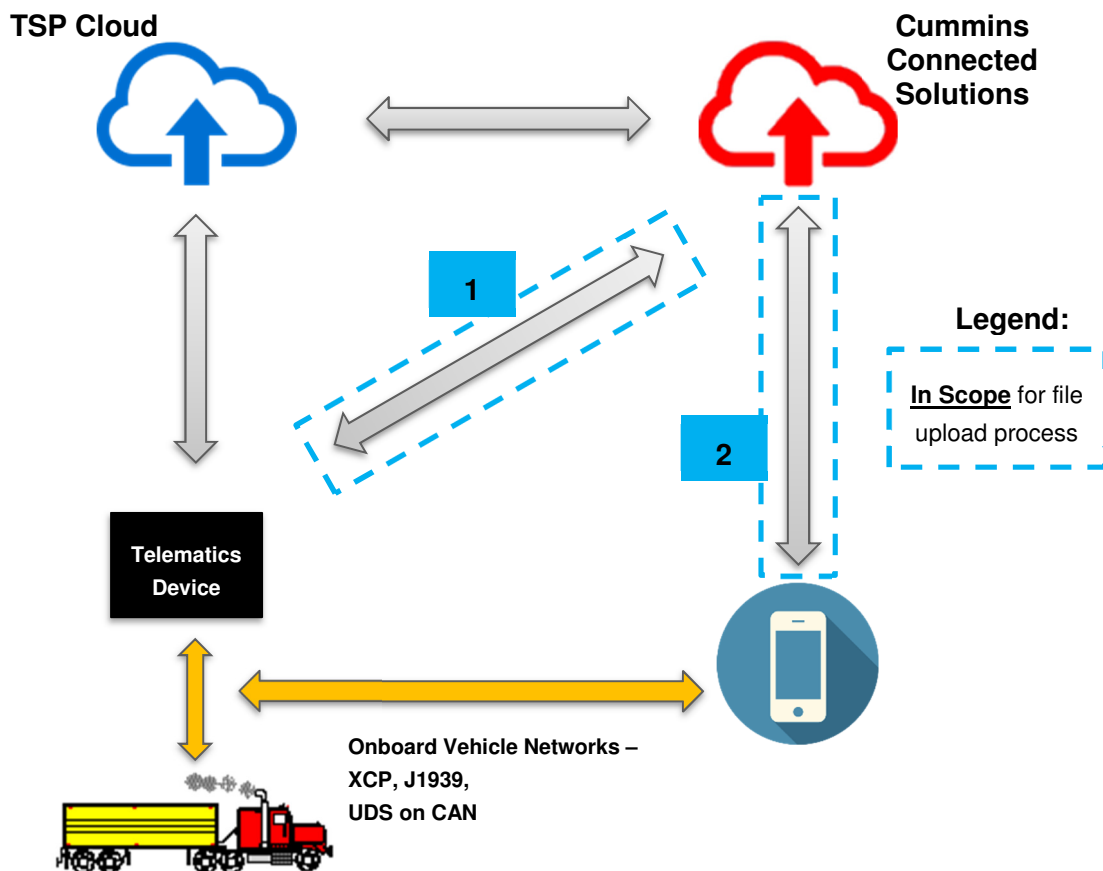 TSP Cloud
Cummins
Connected
Solutions
1
Legend:
In Scope for file
upload process
2
Telematics
Device
Onboard Vehicle Networks –
XCP, J1939,
UDS on CAN